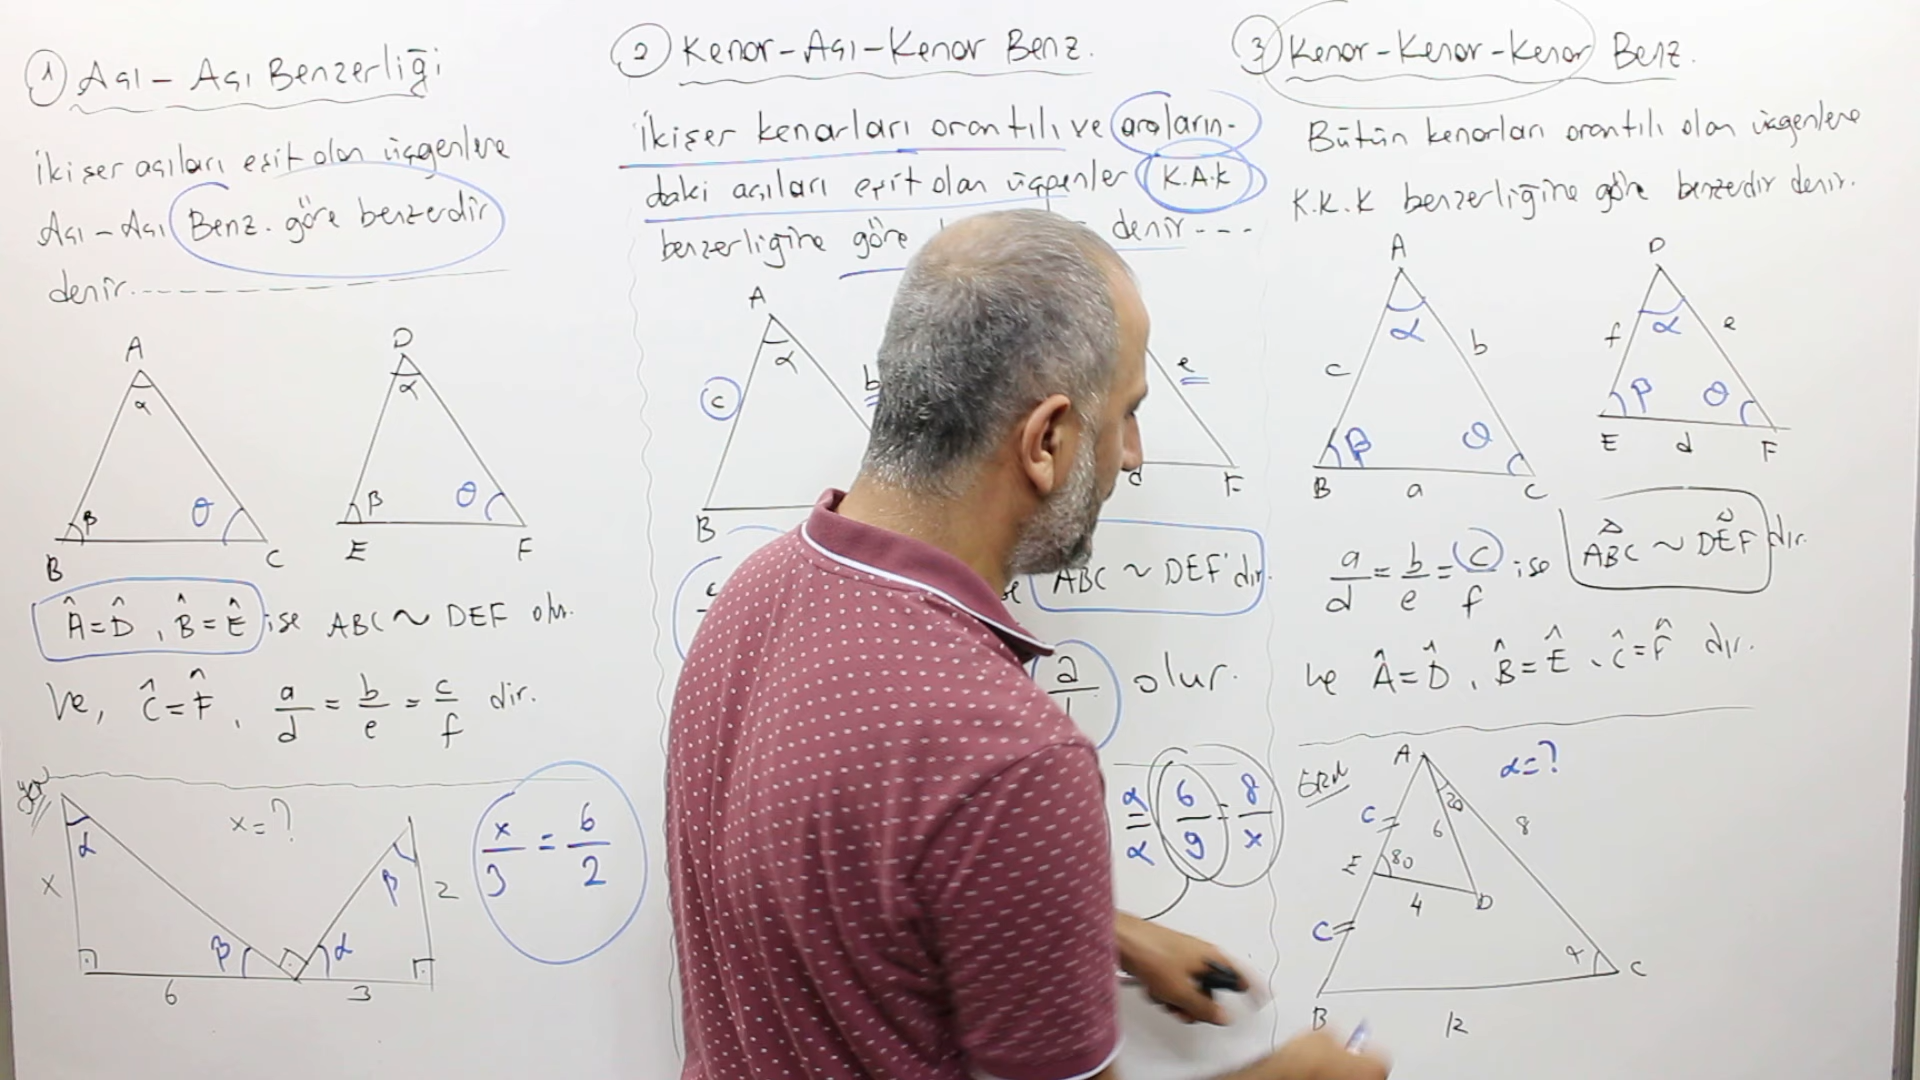 1 Açı - Açı Benzerliği
İkişer açıları eşit olan üçgenlere
Açı - Açı Benz. göre benzerdir
denir.
A
α
B
β
θ
C
D
α
β
E
θ
F
Â=D̂, B̂=Ê ise ABC ~ DEF olur.
Ve, Ĉ=F̂, a/d = b/e = c/f dir.
x=?
α
x
β
6
α
3
β
2
x/3 = 6/2
2 Kenar-Açı-Kenar Benz.
İkişer kenarları orantılı ve araların-
daki açıları eşit olan üçgenler K.A.K
benzerliğine göre denir
A
α
c
b
B
e
d
F
ABC ~ DEF'dir.
a olur.
α/α = 6/9 = 8/x
3 Kenar-Kenar-Kenar Benz.
Bütün kenarları orantılı olan üçgenlere
K.K.K benzerliğine göre benzerdir denir.
A
α
c
b
β
θ
B
a
C
D
α
f
e
β
θ
E
d
F
a/d = b/e = c/f ise ABC ~ DEF dir.
ve Â=D̂, B̂=Ê, Ĉ=F̂ dir.
A
α=?
20
c
6
8
E
80
4
D
c
α
C
B
12